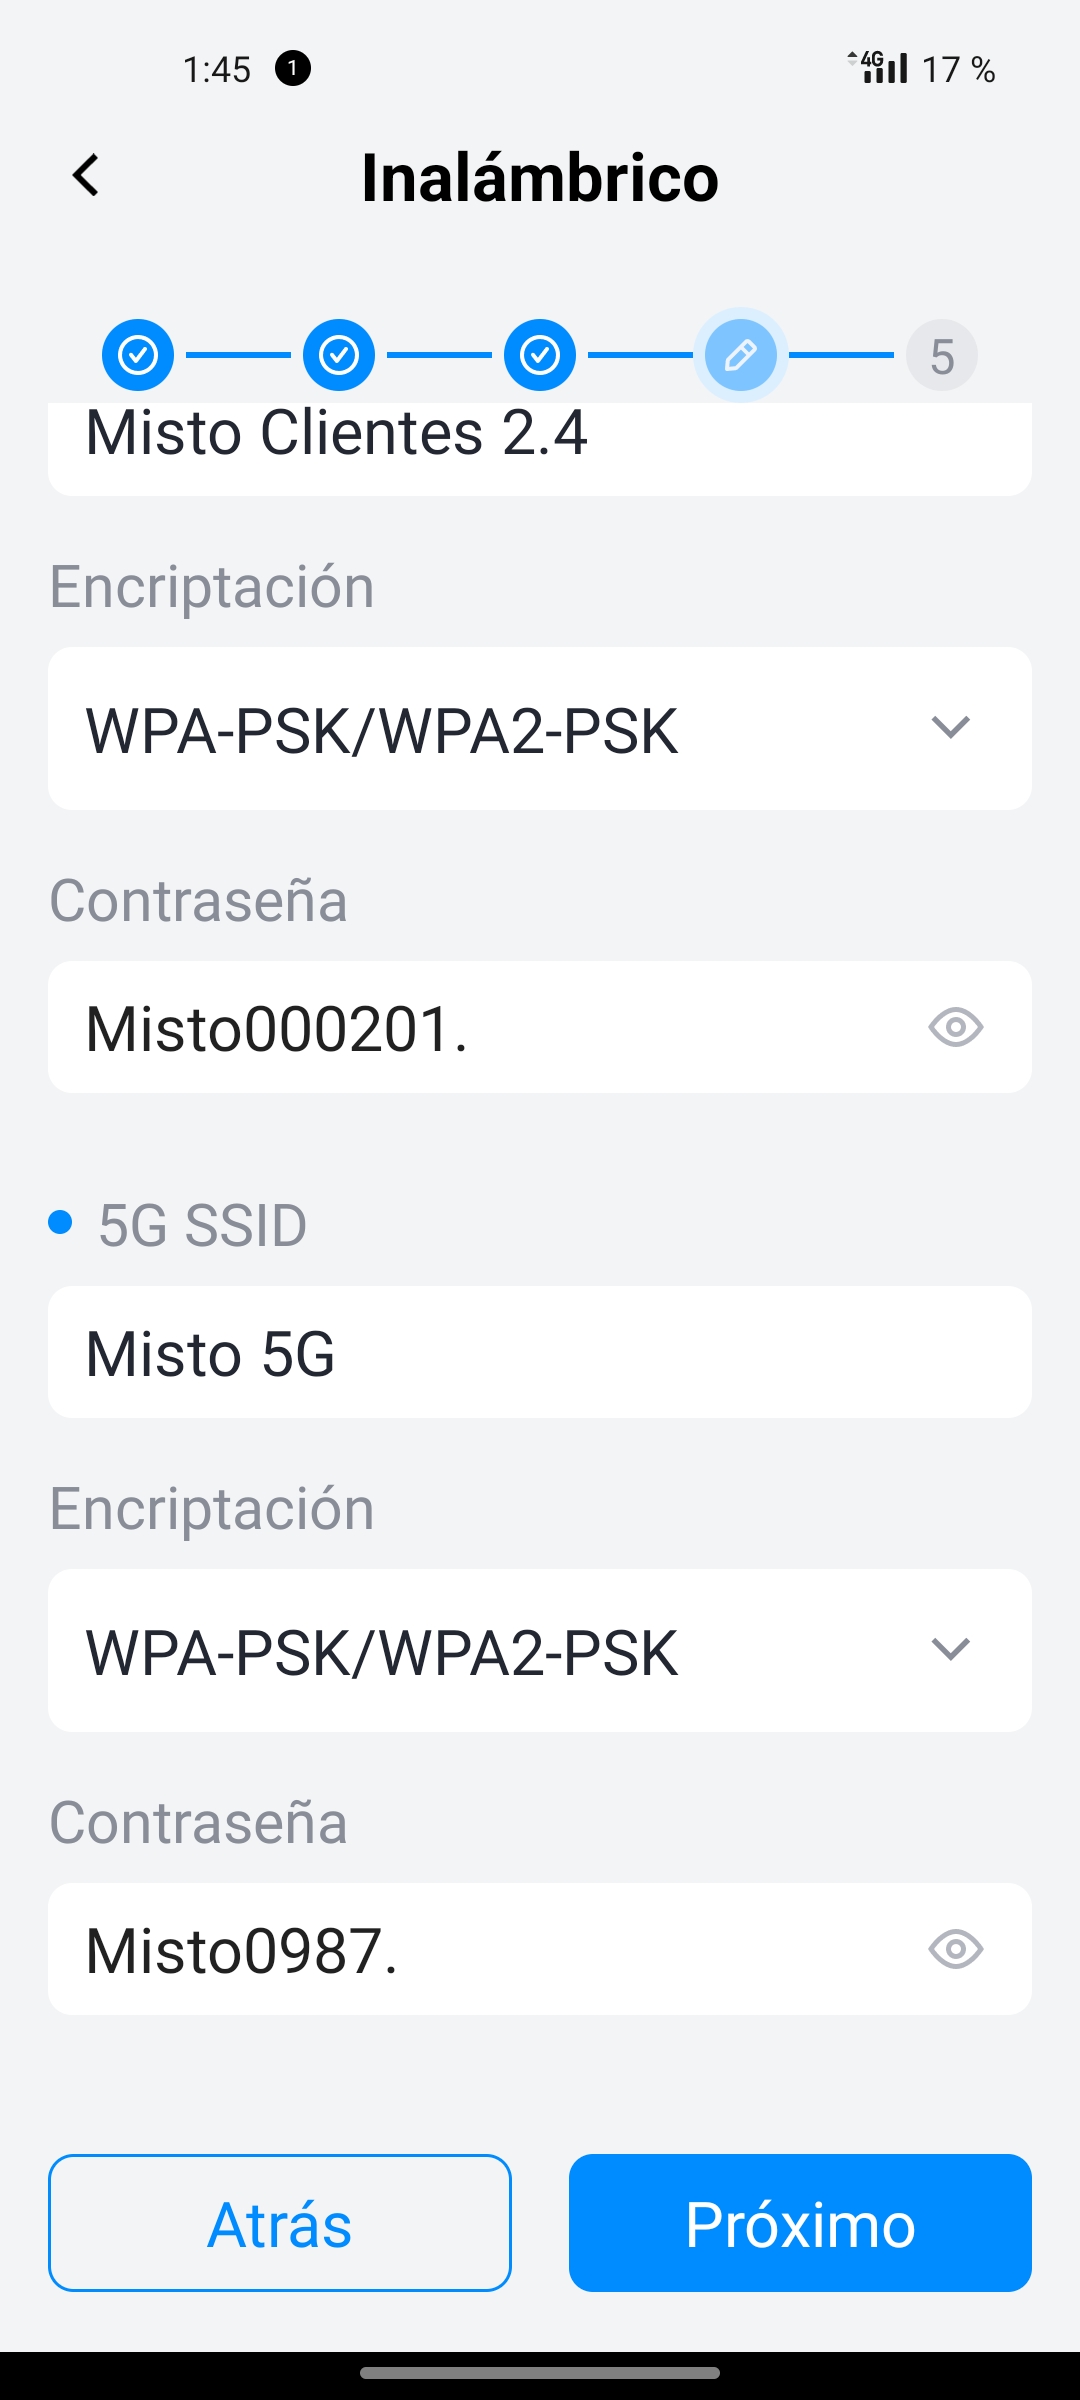 1:45
1
4G
17 %
Inalámbrico
5
Misto Clientes 2.4
Encriptación
WPA-PSK/WPA2-PSK
Contraseña
Misto000201.
5G SSID
Misto 5G
Encriptación
WPA-PSK/WPA2-PSK
Contraseña
Misto0987.
Atrás
Próximo